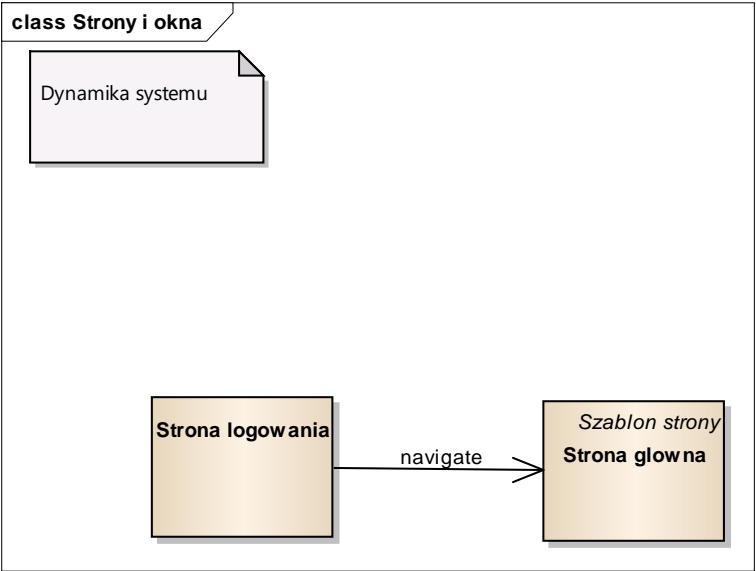 class Strony i okna
Dynamika systemu
Strona logowania
navigate
Szablon strony
Strona glowna